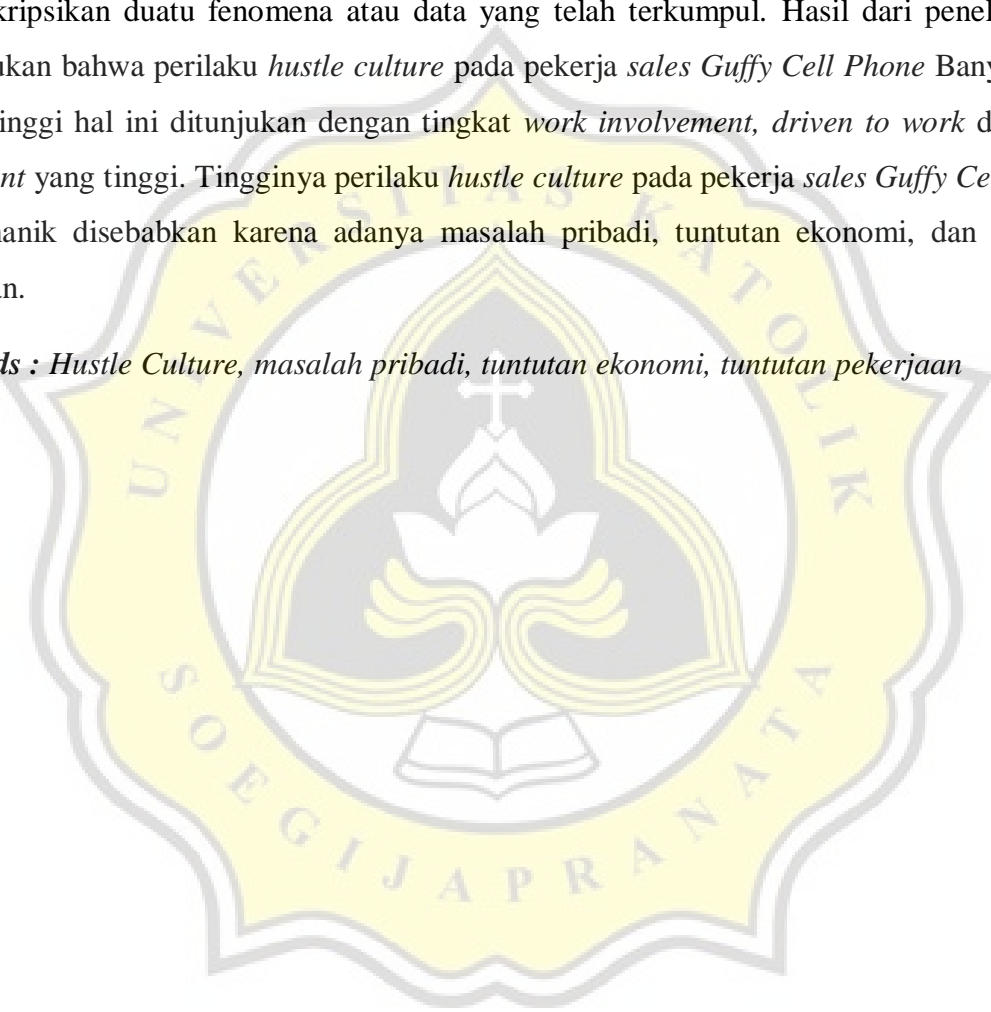 kripsikan duatu fenomena atau data yang telah terkumpul. Hasil dari penel
ukan bahwa perilaku hustle culture pada pekerja sales Guffy Cell Phone Bany
inggi hal ini ditunjukan dengan tingkat work involvement, driven to work d
nt yang tinggi. Tingginya perilaku hustle culture pada pekerja sales Guffy Ce
anik disebabkan karena adanya masalah pribadi, tuntutan ekonomi, dan
an.
ds : Hustle Culture, masalah pribadi, tuntutan ekonomi, tuntutan pekerjaan
UNIVERSITAS KATOLIK
SOEGIJAPRANATA